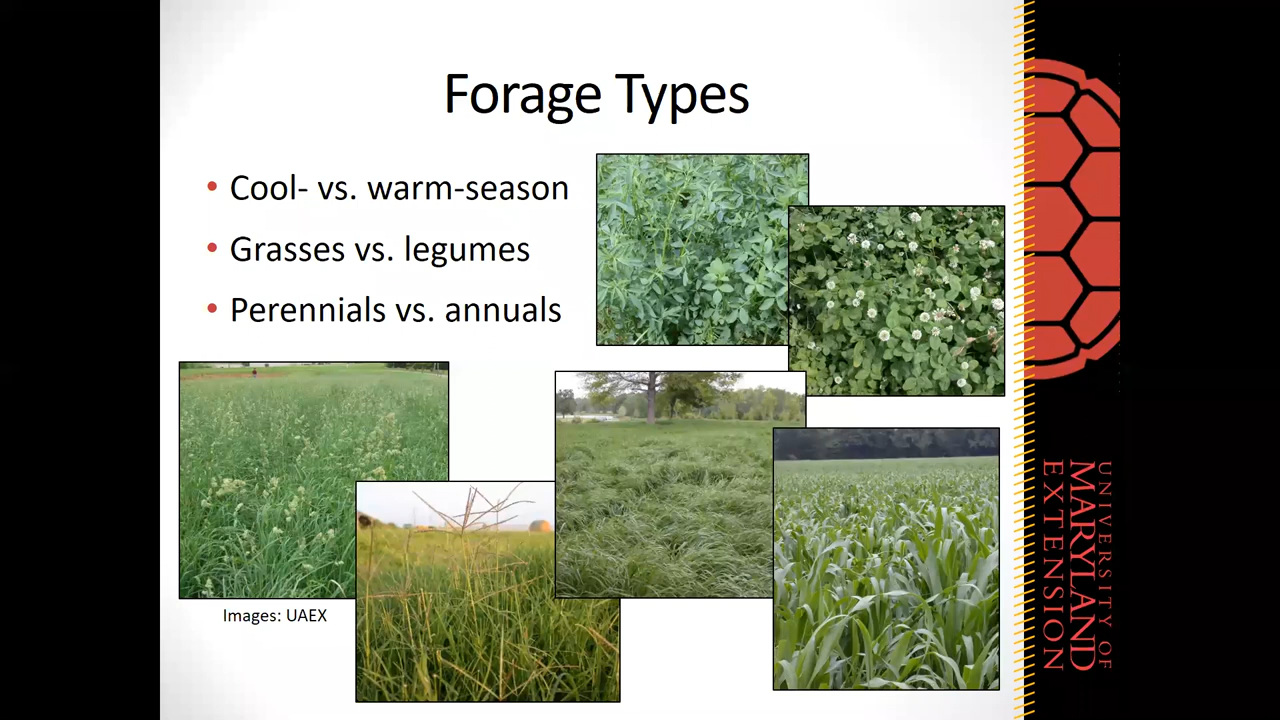 Forage Types
• Cool- vs. warm-season
• Grasses vs. legumes
• Perennials vs. annuals
Images: UAEX
UNIVERSITY OF
MARYLAND
EXTENSION